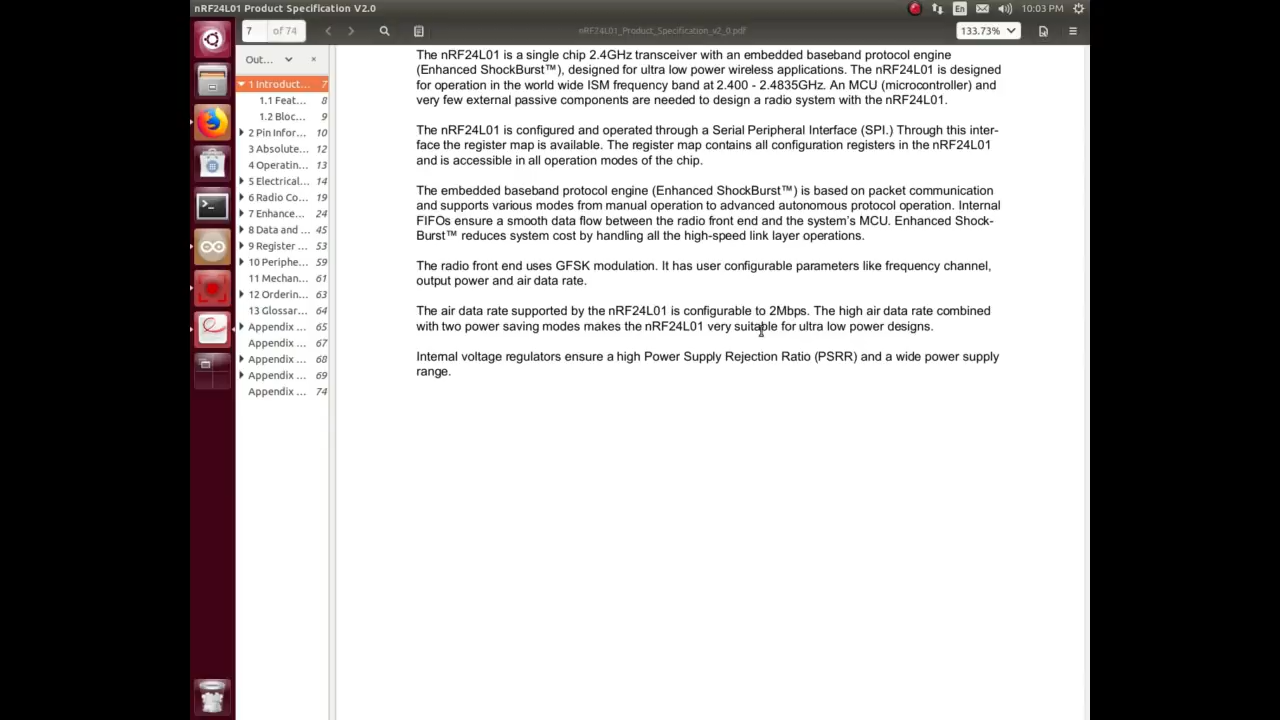 nRF24L01 Product Specification V2.0
En
10:03 PM
7
of 74
nRF24L01_Product_Specification_v2_0.pdf
133.73%
Out...
1 Introduct... 7
1.1 Feat... 8
1.2 Bloc... 9
2 Pin Infor... 10
3 Absolute... 12
4 Operatin... 13
5 Electrical... 14
6 Radio Co... 19
7 Enhance... 24
8 Data and ... 45
9 Register ... 53
10 Periphe... 59
11 Mechan... 61
12 Orderin... 63
13 Glossar... 64
Appendix ... 65
Appendix ... 67
Appendix ... 68
Appendix ... 69
Appendix ... 74
The nRF24L01 is a single chip 2.4GHz transceiver with an embedded baseband protocol engine
(Enhanced ShockBurst™), designed for ultra low power wireless applications. The nRF24L01 is designed
for operation in the world wide ISM frequency band at 2.400 - 2.4835GHz. An MCU (microcontroller) and
very few external passive components are needed to design a radio system with the nRF24L01.
The nRF24L01 is configured and operated through a Serial Peripheral Interface (SPI.) Through this inter-
face the register map is available. The register map contains all configuration registers in the nRF24L01
and is accessible in all operation modes of the chip.
The embedded baseband protocol engine (Enhanced ShockBurst™) is based on packet communication
and supports various modes from manual operation to advanced autonomous protocol operation. Internal
FIFOs ensure a smooth data flow between the radio front end and the system's MCU. Enhanced Shock-
Burst™ reduces system cost by handling all the high-speed link layer operations.
The radio front end uses GFSK modulation. It has user configurable parameters like frequency channel,
output power and air data rate.
The air data rate supported by the nRF24L01 is configurable to 2Mbps. The high air data rate combined
with two power saving modes makes the nRF24L01 very suitable for ultra low power designs.
Internal voltage regulators ensure a high Power Supply Rejection Ratio (PSRR) and a wide power supply
range.